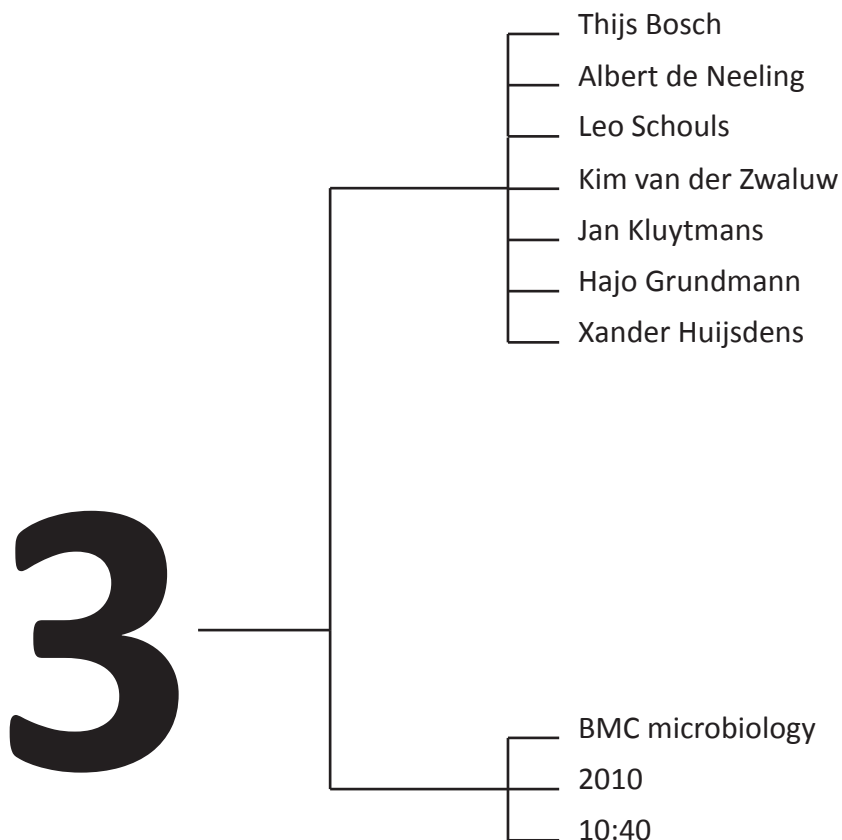 Thijs Bosch
Albert de Neeling
Leo Schouls
Kim van der Zwaluw
Jan Kluytmans
Hajo Grundmann
Xander Huijsdens
3
BMC microbiology
2010
10:40